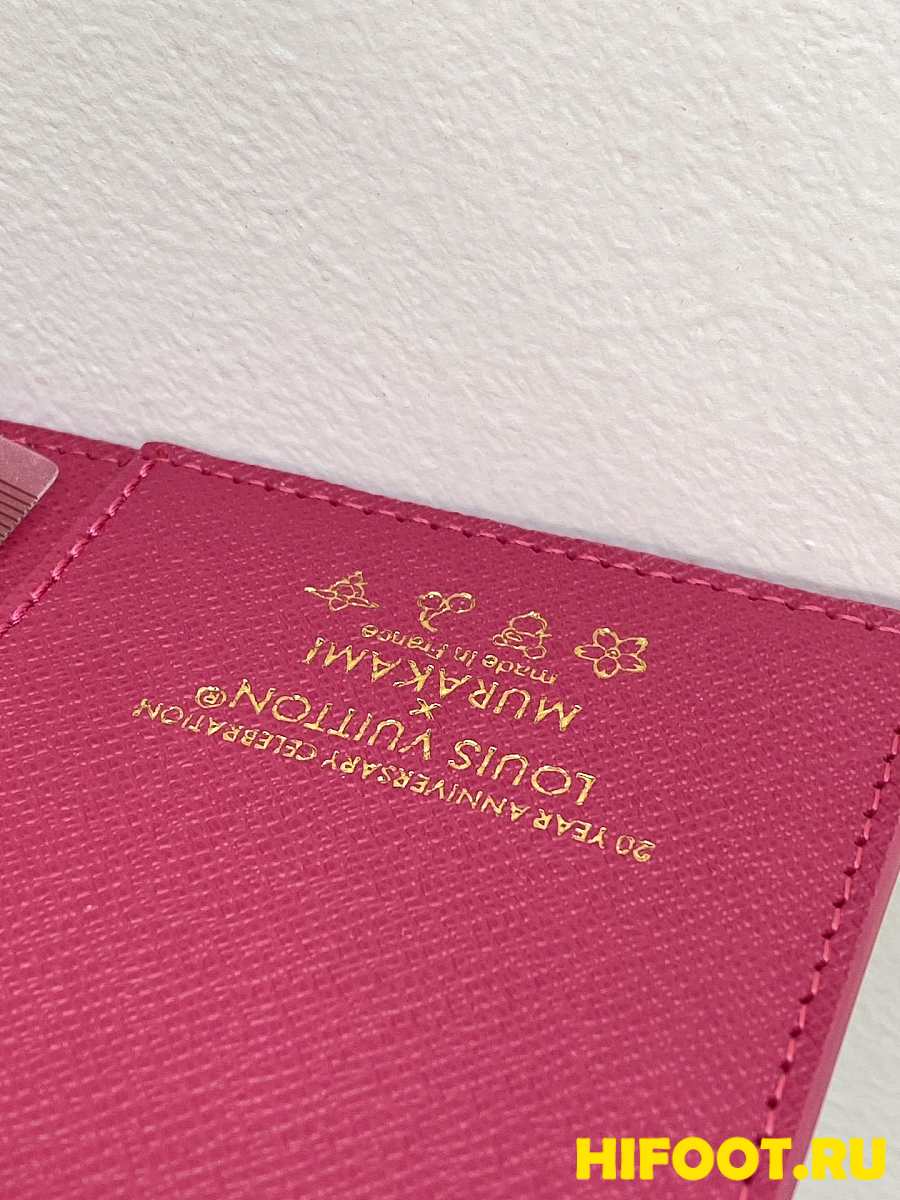 20 YEAR ANNIVERSARY CELEBRATION
LOUIS VUITTON®
X
MURAKAMI
made in France
HIFOOT.RU